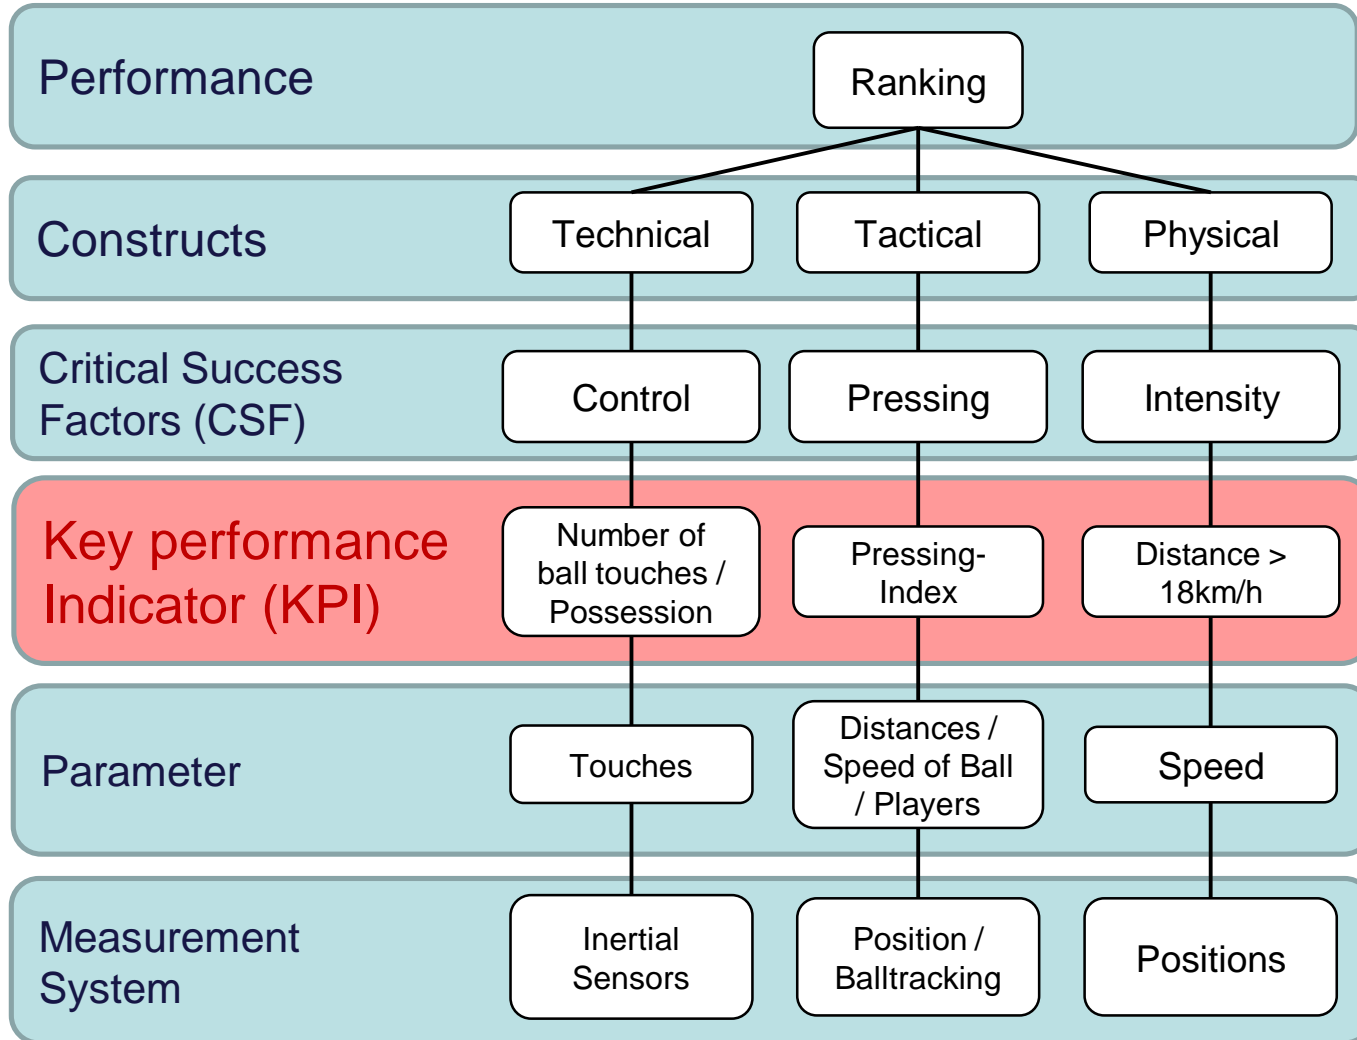 Performance
Ranking
Constructs
Technical
Tactical
Physical
Critical Success
Factors (CSF)
Control
Pressing
Intensity
Key performance
Indicator (KPI)
Number of
ball touches /
Possession
Pressing-
Index
Distance >
18km/h
Parameter
Touches
Distances /
Speed of Ball
/ Players
Speed
Measurement
System
Inertial
Sensors
Position /
Balltracking
Positions